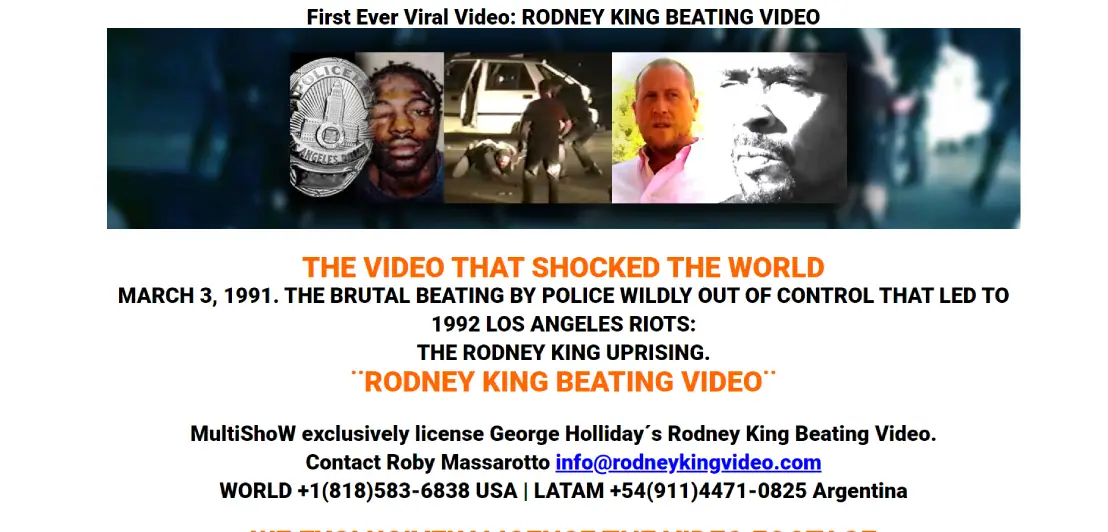 First Ever Viral Video: RODNEY KING BEATING VIDEO
POLICE
LOS ANGELES
THE VIDEO THAT SHOCKED THE WORLD
MARCH 3, 1991. THE BRUTAL BEATING BY POLICE WILDLY OUT OF CONTROL THAT LED TO
1992 LOS ANGELES RIOTS:
THE RODNEY KING UPRISING.
¨RODNEY KING BEATING VIDEO¨
MultiShoW exclusively license George Holliday´s Rodney King Beating Video.
Contact Roby Massarotto info@rodneykingvideo.com
WORLD +1(818)583-6838 USA | LATAM +54(911)4471-0825 Argentina